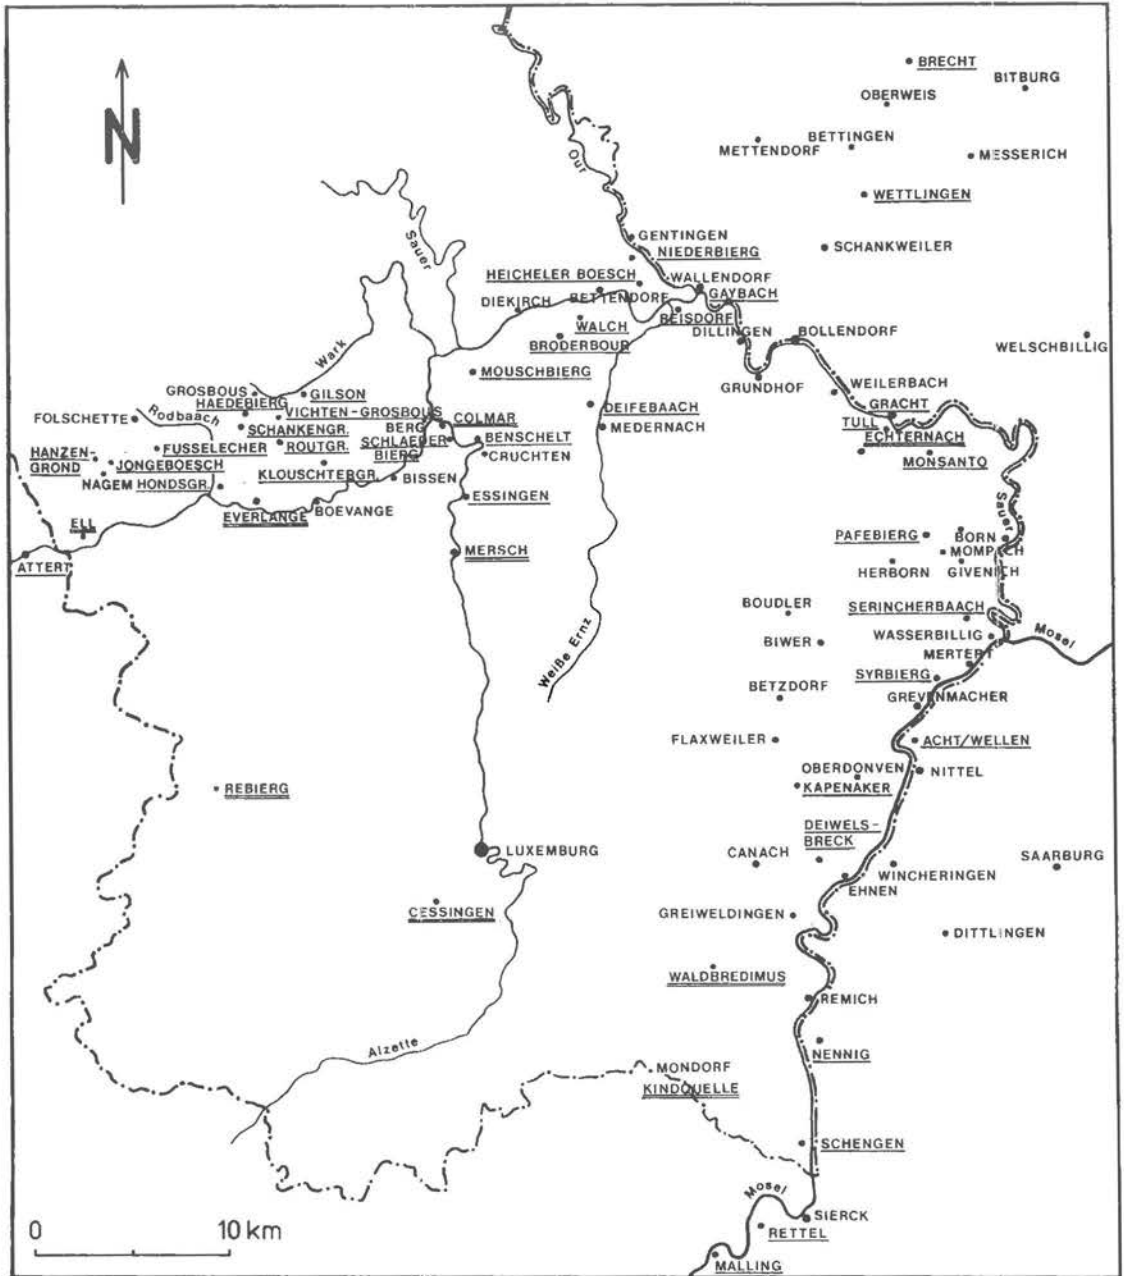 N
BRECHT
BITBURG
OBERWEIS
BETTINGEN
METTENDORF
MESSERICH
WETTLINGEN
Our
Sauer
GENTINGEN
SCHANKWEILER
NIEDERBIERG
HEICHELER BOESCH
WALLENDORF
BETTENDORF
GAYBACH
DIEKIRCH
BEISDORF
WALCH
DILLINGEN
BOLLENDORF
BRODERBOUR
WELSCHBILLIG
Wark
MOUSCHBIERG
GRUNDHOF
WEILERBACH
GROSBOUS
GILSON
HAEDEBIERG
Rodbaach
VICHTEN-GROSBOUS
DEIFEBAACH
GRACHT
FOLSCHETTE
BERG
COLMAR
TULL
SCHANKENGR.
MEDERNACH
SCHLAEDER
BIERG
BENSCHELT
ECHTERNACH
FUSSELECHER
ROUTGR.
CRUCHTEN
MONSANTO
HANZEN-
GROND
JONGEBOESCH
KLOUSCHTERGR.
NAGEM
HONDSGR.
BISSEN
ESSINGEN
EVERLANGE
BOEVANGE
ELL
Sauer
PAFEBIERG
BORN
MERSCH
MOMPACH
ATTERT
HERBORN
GIVENICH
BOUDLER
SERINCHERBAACH
BIWER
WASSERBILLIG
Mosel
Weiße Ernz
MERTERT
SYRBIERG
BETZDORF
GREVENMACHER
FLAXWEILER
ACHT/WELLEN
OBERDONVEN
NITTEL
REBIERG
KAPENAKER
DEIWELS-
BRECK
LUXEMBURG
CANACH
SAARBURG
WINCHERINGEN
EHNEN
CESSINGEN
GREIWELDINGEN
DITTLINGEN
WALDBREDIMUS
REMICH
Alzette
NENNIG
MONDORF
KINDQUELLE
SCHENGEN
Mosel
SIERCK
0 10 km
RETTEL
MALLING